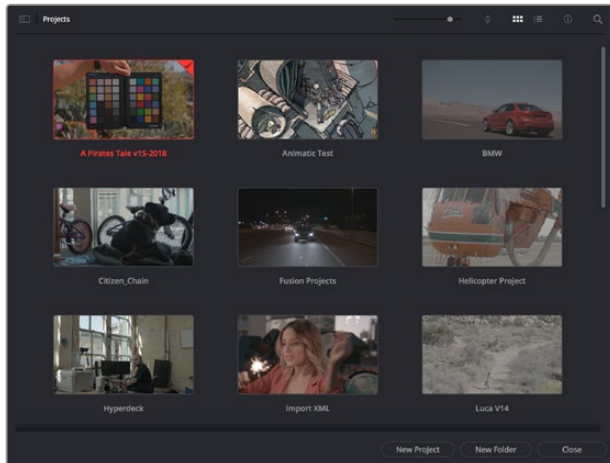 Projects
A Pirates Tale v15-2018
Animatic Test
BMW
Citizen_Chain
Fusion Projects
Helicopter Project
Hyperdeck
Import XML
Luca V14
New Project
New Folder
Close